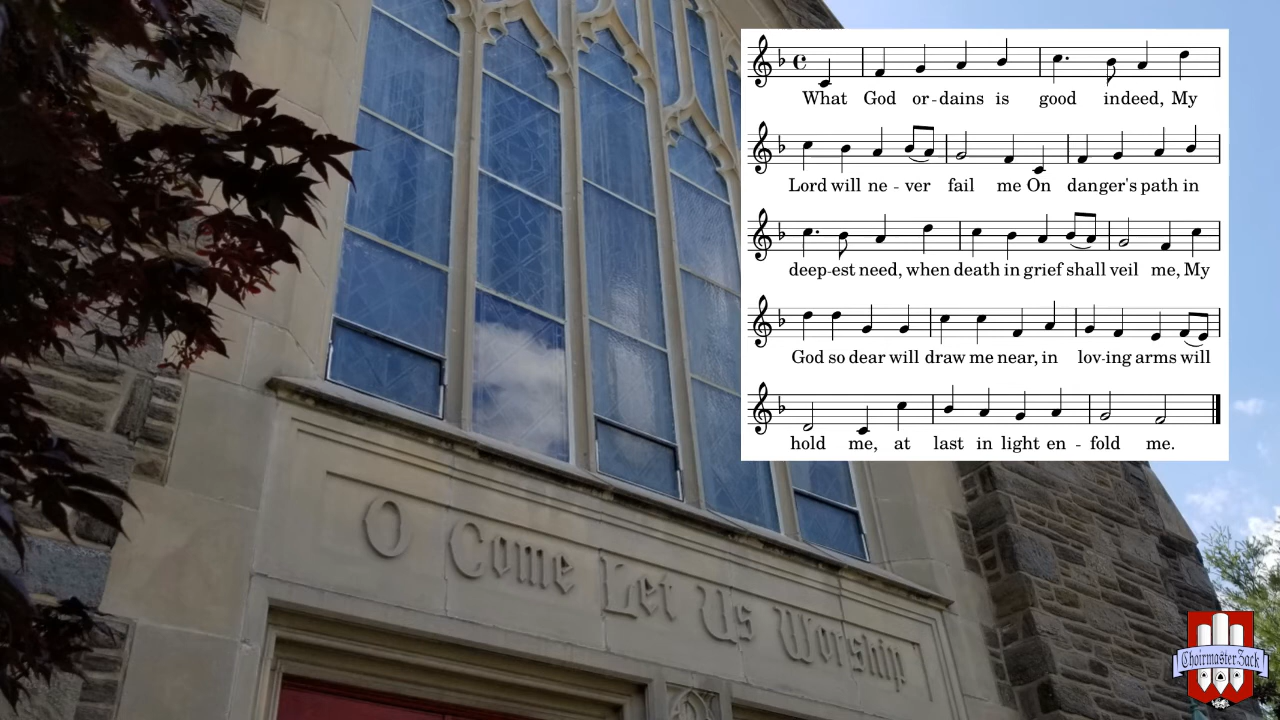 What God or-dains is good indeed, My
Lord will ne - ver fail me On danger's path in
deep-est need, when death in grief shall veil me, My
God so dear will draw me near, in lov-ing arms will
hold me, at last in light en - fold me.
O Come Let Us Worship
ChoirmasterZack